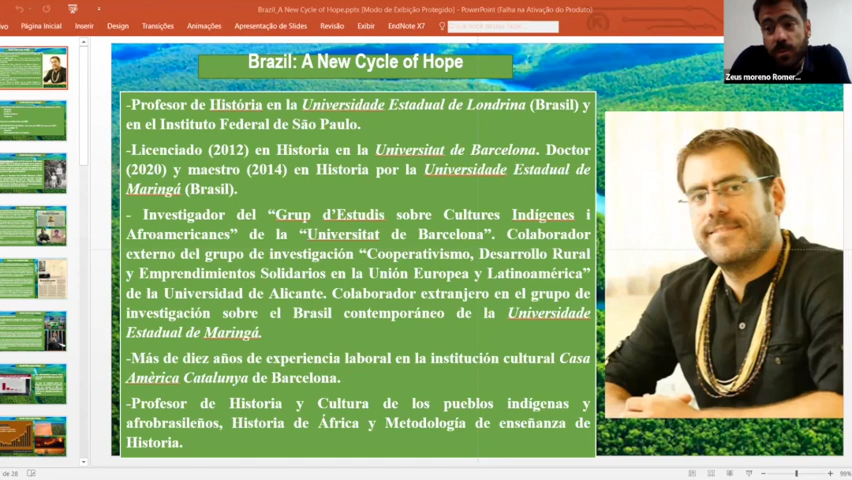 Brazil_A New Cycle of Hope.pptx [Modo de Exibição Protegido] - PowerPoint (Falha na Ativação do Produto)
Página Inicial Inserir Design Transições Animações Apresentação de Slides Revisão Exibir EndNote X7
Zeus moreno Romer...
Brazil: A New Cycle of Hope
-Profesor de História en la Universidade Estadual de Londrina (Brasil) y
en el Instituto Federal de São Paulo.
-Licenciado (2012) en Historia en la Universitat de Barcelona. Doctor
(2020) y maestro (2014) en Historia por la Universidade Estadual de
Maringá (Brasil).
- Investigador del “Grup d’Estudis sobre Cultures Indígenes i
Afroamericanes” de la “Universitat de Barcelona”. Colaborador
externo del grupo de investigación “Cooperativismo, Desarrollo Rural
y Emprendimientos Solidarios en la Unión Europea y Latinoamérica”
de la Universidad de Alicante. Colaborador extranjero en el grupo de
investigación sobre el Brasil contemporáneo de la Universidade
Estadual de Maringá.
-Más de diez años de experiencia laboral en la institución cultural Casa
Amèrica Catalunya de Barcelona.
-Profesor de Historia y Cultura de los pueblos indígenas y
afrobrasileños, Historia de África y Metodología de enseñanza de
Historia.
de 28
99%